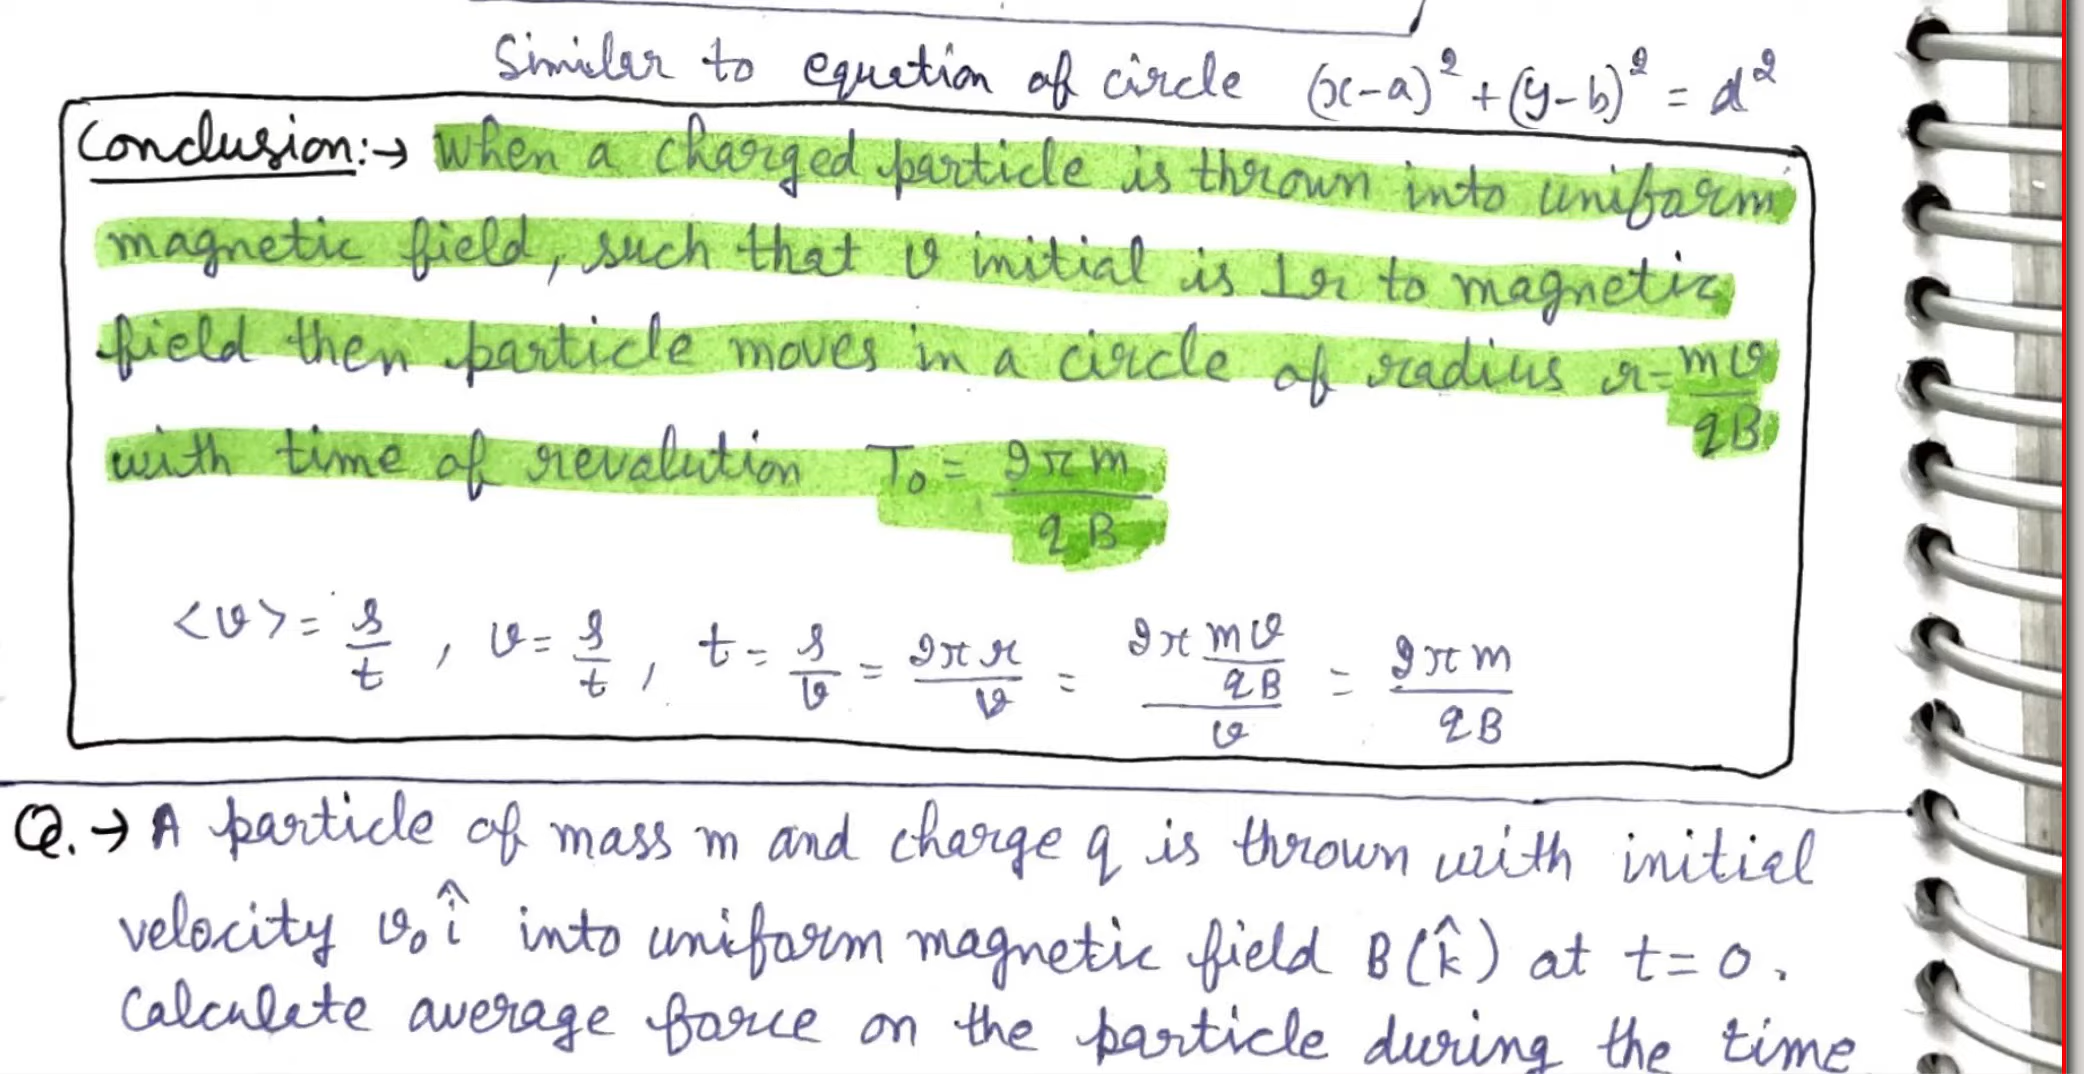 Similar to equation of circle (x-a)² + (y-b)² = d²
Conclusion:→ When a charged particle is thrown into uniform
magnetic field, such that v initial is ⊥r to magnetic
field then particle moves in a circle of radius r = mv/qB
with time of revolution T₀ = 2πm/qB
<v> = s/t , v = s/t , t = s/v = 2πr/v = 2π(mv/qB)/v = 2πm/qB
Q.→ A particle of mass m and charge q is thrown with initial
velocity v₀î into uniform magnetic field B(k̂) at t=0.
Calculate average force on the particle during the time